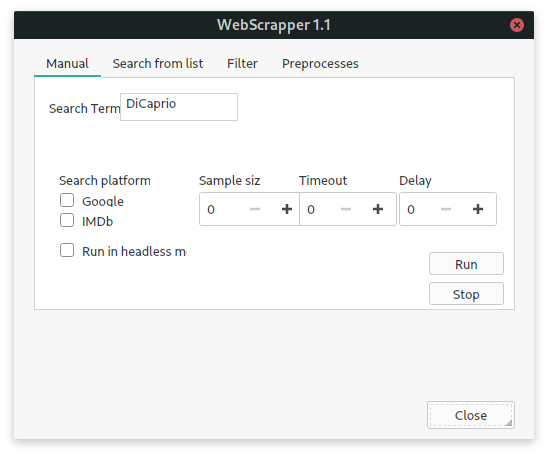 WebScrapper 1.1
Manual Search from list Filter Preprocesses
Search Term DiCaprio
Search platform Sample siz Timeout Delay
Google
0 0 0
IMDb
Run in headless m
Run
Stop
Close